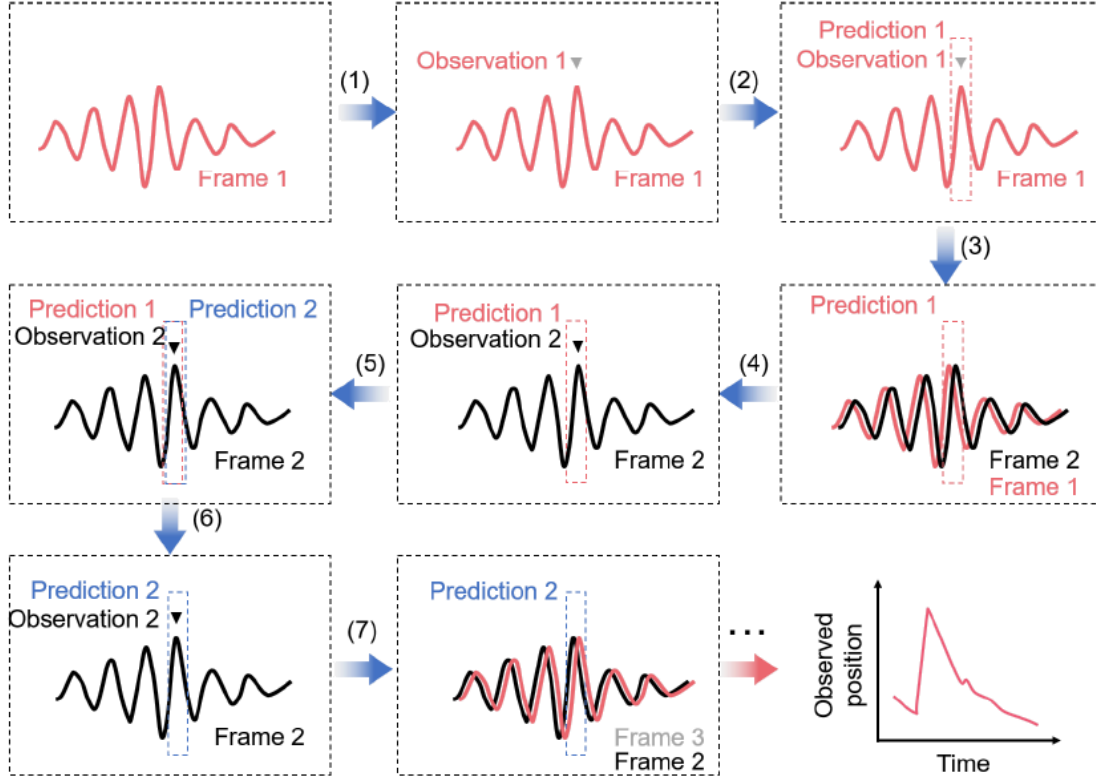 Frame 1
(1)
Observation 1
Frame 1
(2)
Prediction 1
Observation 1
Frame 1
(3)
Prediction 1
Frame 2
Frame 1
(4)
Prediction 1
Observation 2
Frame 2
(5)
Prediction 1 Prediction 2
Observation 2
Frame 2
(6)
Prediction 2
Observation 2
Frame 2
(7)
Prediction 2
Frame 3
Frame 2
...
Observed
position
Time